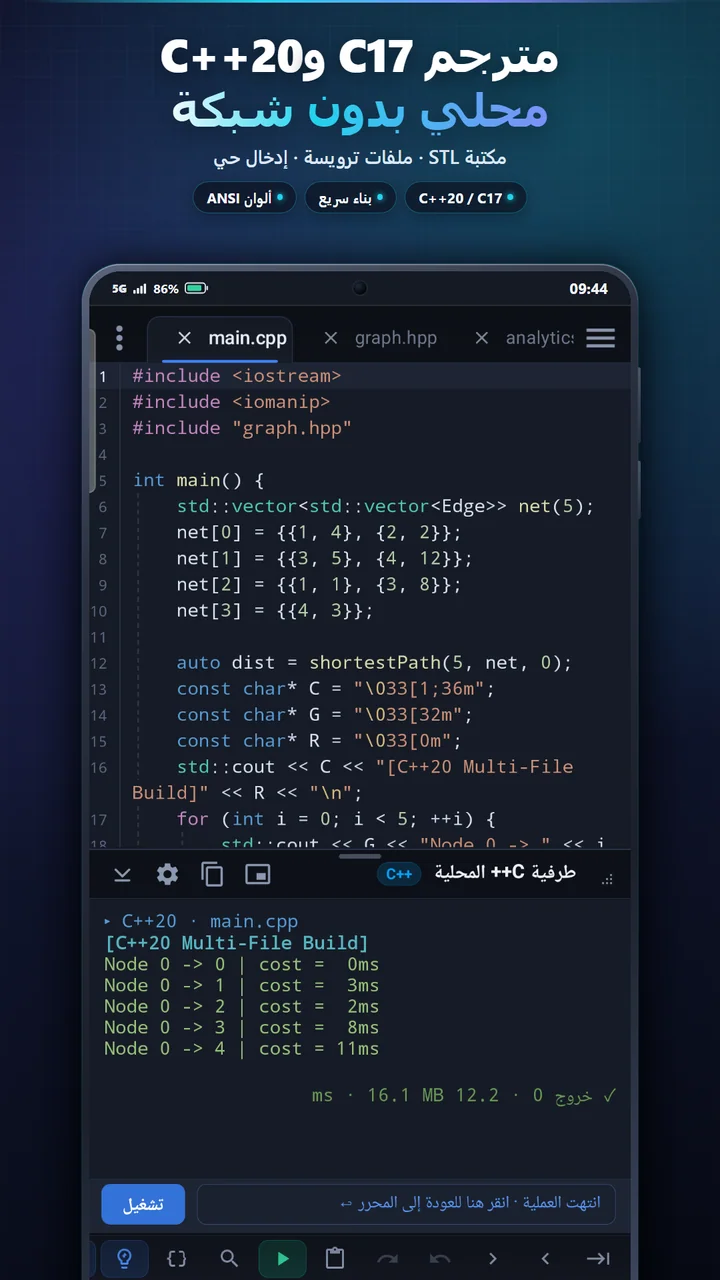 مترجم C17 وC++20
محلي بدون شبكة
مكتبة STL · ملفات ترويسة · إدخال حي
C++20 / C17
بناء سريع
ألوان ANSI
5G 86% 09:44
main.cpp
graph.hpp
analytics
1 #include <iostream>
2 #include <iomanip>
3 #include "graph.hpp"
4
5 int main() {
6     std::vector<std::vector<Edge>> net(5);
7     net[0] = {{1, 4}, {2, 2}};
8     net[1] = {{3, 5}, {4, 12}};
9     net[2] = {{1, 1}, {3, 8}};
10     net[3] = {{4, 3}};
11
12     auto dist = shortestPath(5, net, 0);
13     const char* C = "\033[1;36m";
14     const char* G = "\033[32m";
15     const char* R = "\033[0m";
16     std::cout << C << "[C++20 Multi-File
Build]" << R << "\n";
17     for (int i = 0; i < 5; ++i) {
18         std::cout << G << "Node 0 -> " << i
طرفية C++ المحلية
C++
▸ C++20 · main.cpp
[C++20 Multi-File Build]
Node 0 -> 0 | cost =  0ms
Node 0 -> 1 | cost =  3ms
Node 0 -> 2 | cost =  2ms
Node 0 -> 3 | cost =  8ms
Node 0 -> 4 | cost = 11ms
✓ خروج 0 · 12.2 ms · 16.1 MB
انتهت العملية · انقر هنا للعودة إلى المحرر ↩
تشغيل